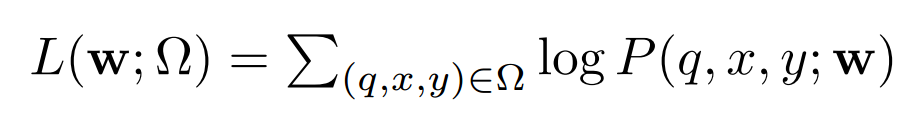 L(w; Ω) = ∑_{(q,x,y)∈Ω} log P(q, x, y; w)